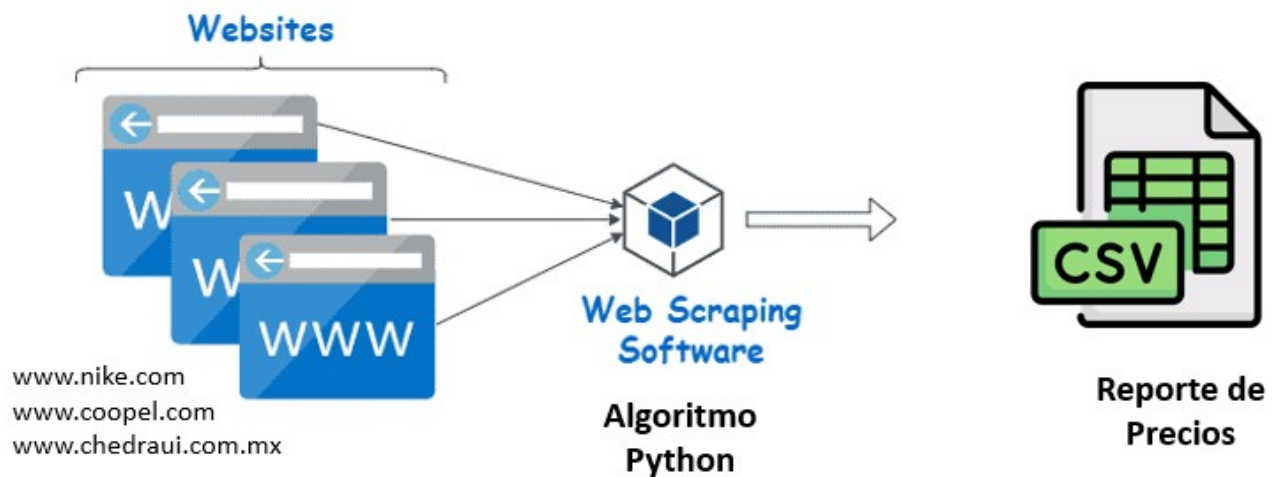 Websites
W
W
WWW
www.nike.com
www.coopel.com
www.chedraui.com.mx
Web Scraping
Software
Algoritmo
Python
CSV
Reporte de
Precios